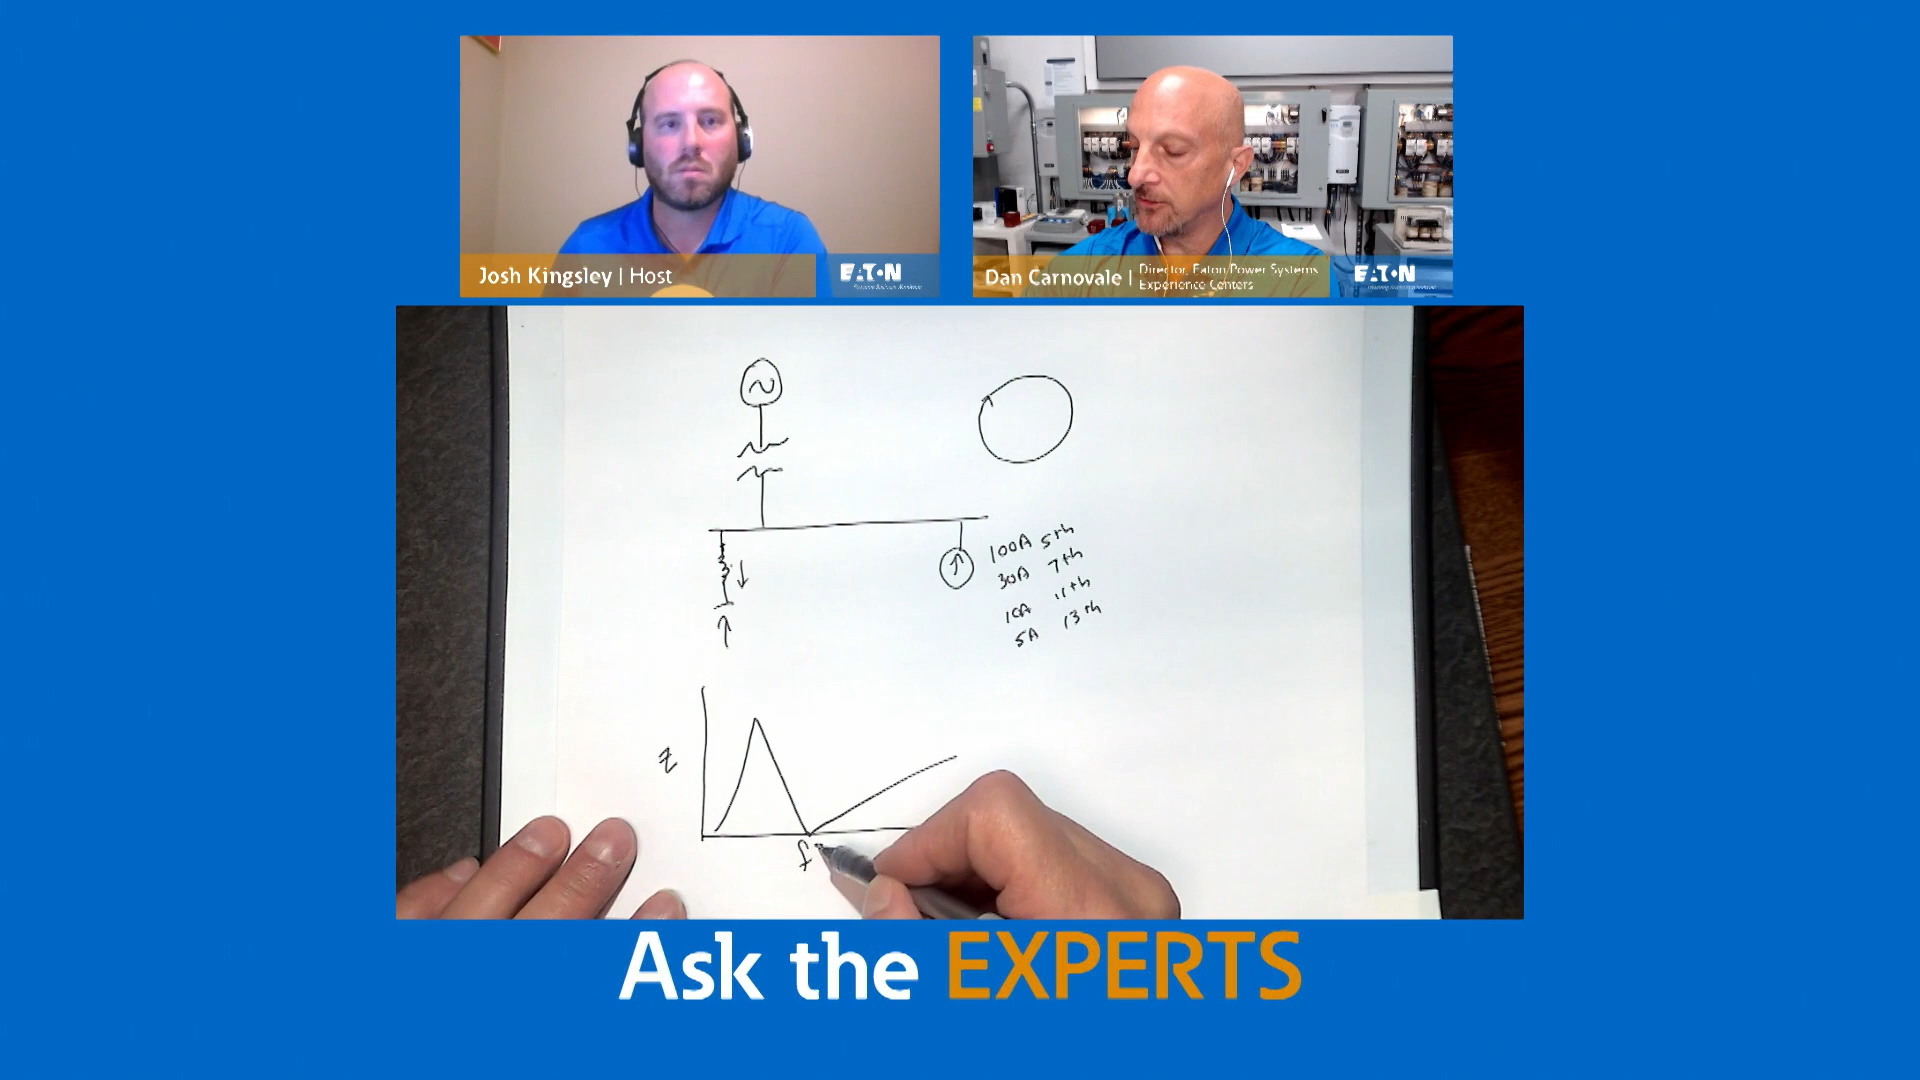 Josh Kingsley | Host
EATON
Dan Carnovale | Director, Eaton Power Systems
Experience Centers
EATON
100A 5th
30A 7th
10A 11th
5A 13th
Z
f
Ask the EXPERTS